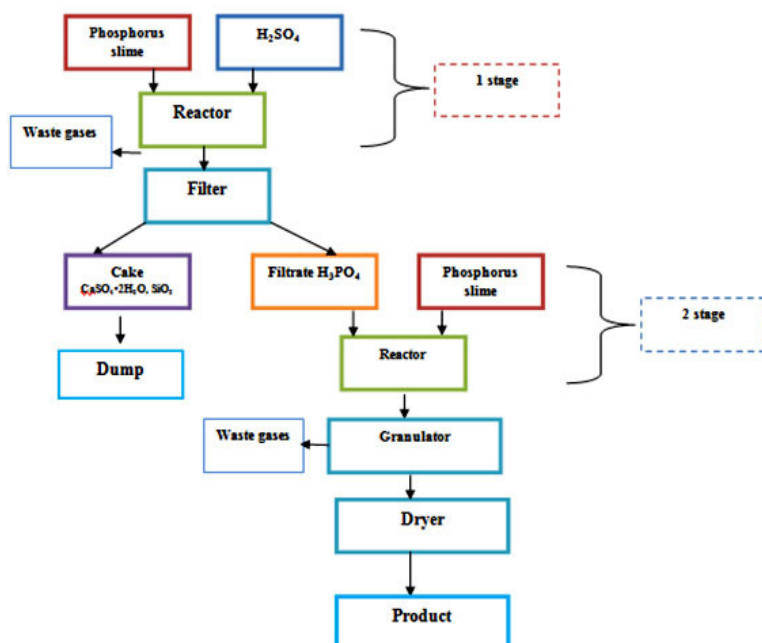 Phosphorus
slime
H₂SO₄
1 stage
Reactor
Waste gases
Filter
Cake
CaSO₄•2H₂O, SiO₂
Filtrate H₃PO₄
Phosphorus
slime
2 stage
Dump
Reactor
Waste gases
Granulator
Dryer
Product